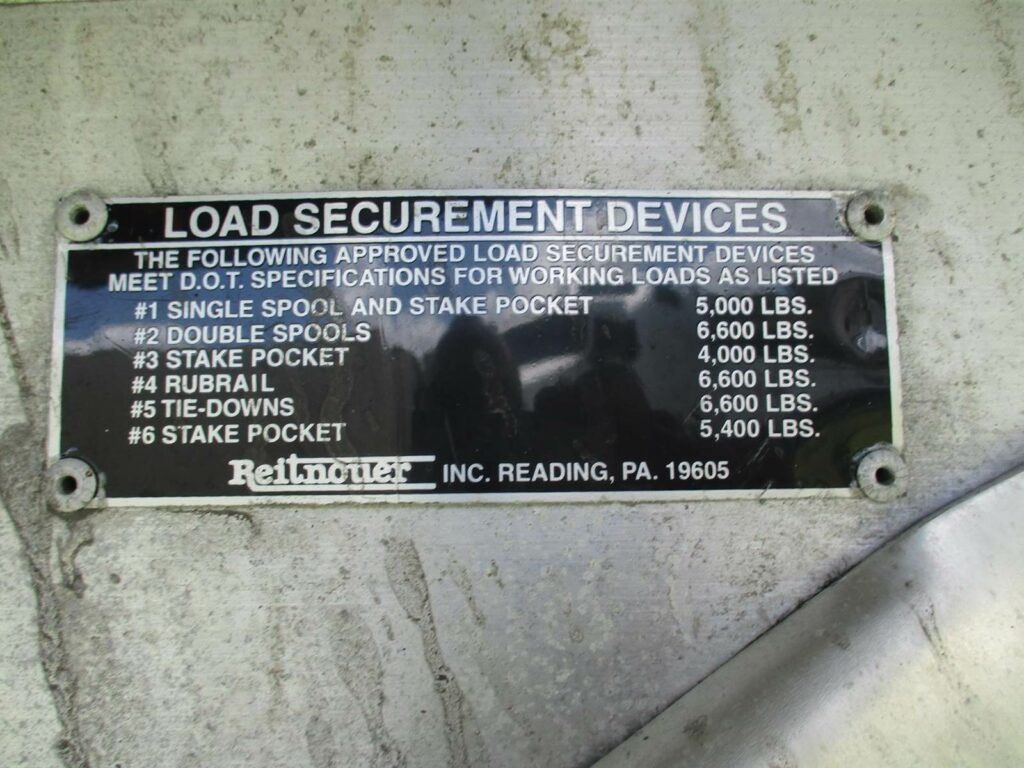 LOAD SECUREMENT DEVICES
THE FOLLOWING APPROVED LOAD SECUREMENT DEVICES
MEET D.O.T. SPECIFICATIONS FOR WORKING LOADS AS LISTED
#1 SINGLE SPOOL AND STAKE POCKET 5,000 LBS.
#2 DOUBLE SPOOLS 6,600 LBS.
#3 STAKE POCKET 4,000 LBS.
#4 RUBRAIL 6,600 LBS.
#5 TIE-DOWNS 6,600 LBS.
#6 STAKE POCKET 5,400 LBS.
Reitnouer INC. READING, PA. 19605